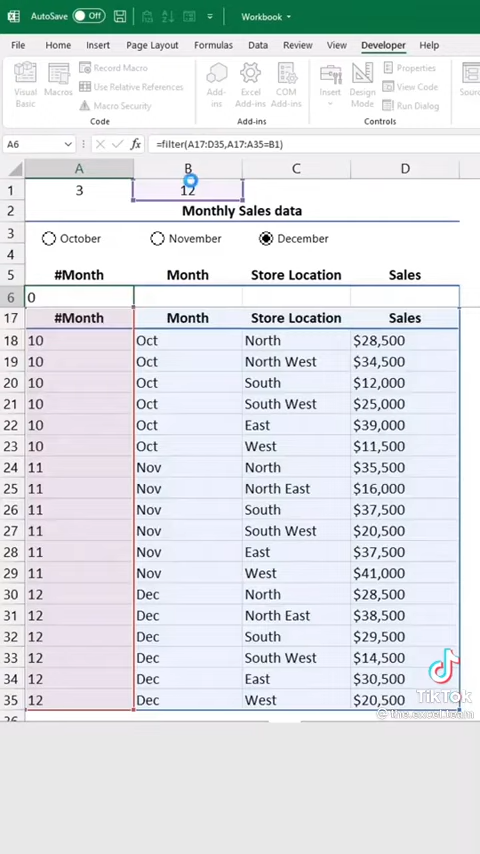 AutoSave Off Workbook
File Home Insert Page Layout Formulas Data Review View Developer Help
Visual Basic Macros Record Macro Use Relative References Macro Security Add-ins Excel Add-ins COM Add-ins Insert Design Mode Properties View Code Run Dialog
Code Add-ins Controls
A6 fx =filter(A17:D35,A17:A35=B1)
A B C D
1 3 12
2 Monthly Sales data
3 October November December
4
5 #Month Month Store Location Sales
6 0
17 #Month Month Store Location Sales
18 10 Oct North $28,500
19 10 Oct North West $34,500
20 10 Oct South $12,000
21 10 Oct South West $25,000
22 10 Oct East $39,000
23 10 Oct West $11,500
24 11 Nov North $35,500
25 11 Nov North East $16,000
26 11 Nov South $37,500
27 11 Nov South West $20,500
28 11 Nov East $37,500
29 11 Nov West $41,000
30 12 Dec North $28,500
31 12 Dec North East $38,500
32 12 Dec South $29,500
33 12 Dec South West $14,500
34 12 Dec East $30,500
35 12 Dec West $20,500
TikTok
@ the.excel.team